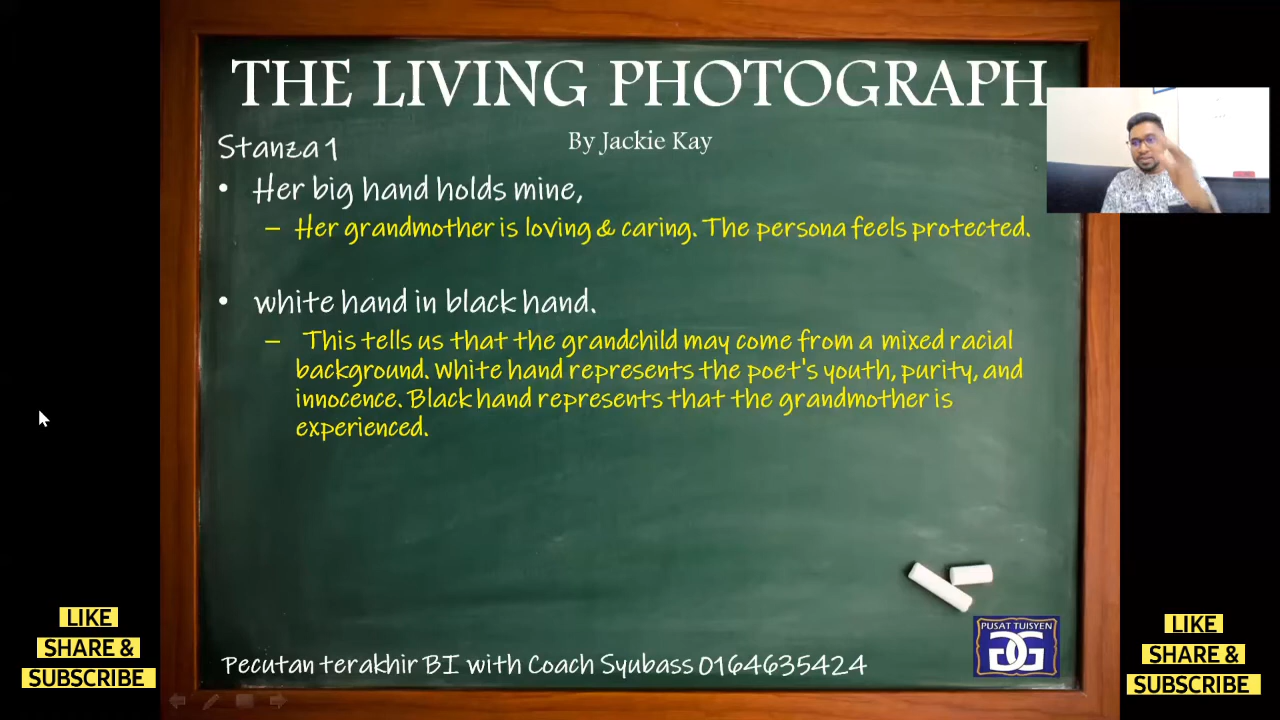 THE LIVING PHOTOGRAPH
By Jackie Kay
Stanza 1
• Her big hand holds mine,
– Her grandmother is loving & caring. The persona feels protected.
• white hand in black hand.
– This tells us that the grandchild may come from a mixed racial
background. White hand represents the poet's youth, purity, and
innocence. Black hand represents that the grandmother is
experienced.
PUSAT TUISYEN
GG
Pecutan terakhir BI with Coach Syubass 0164635424
LIKE
SHARE &
SUBSCRIBE
LIKE
SHARE &
SUBSCRIBE